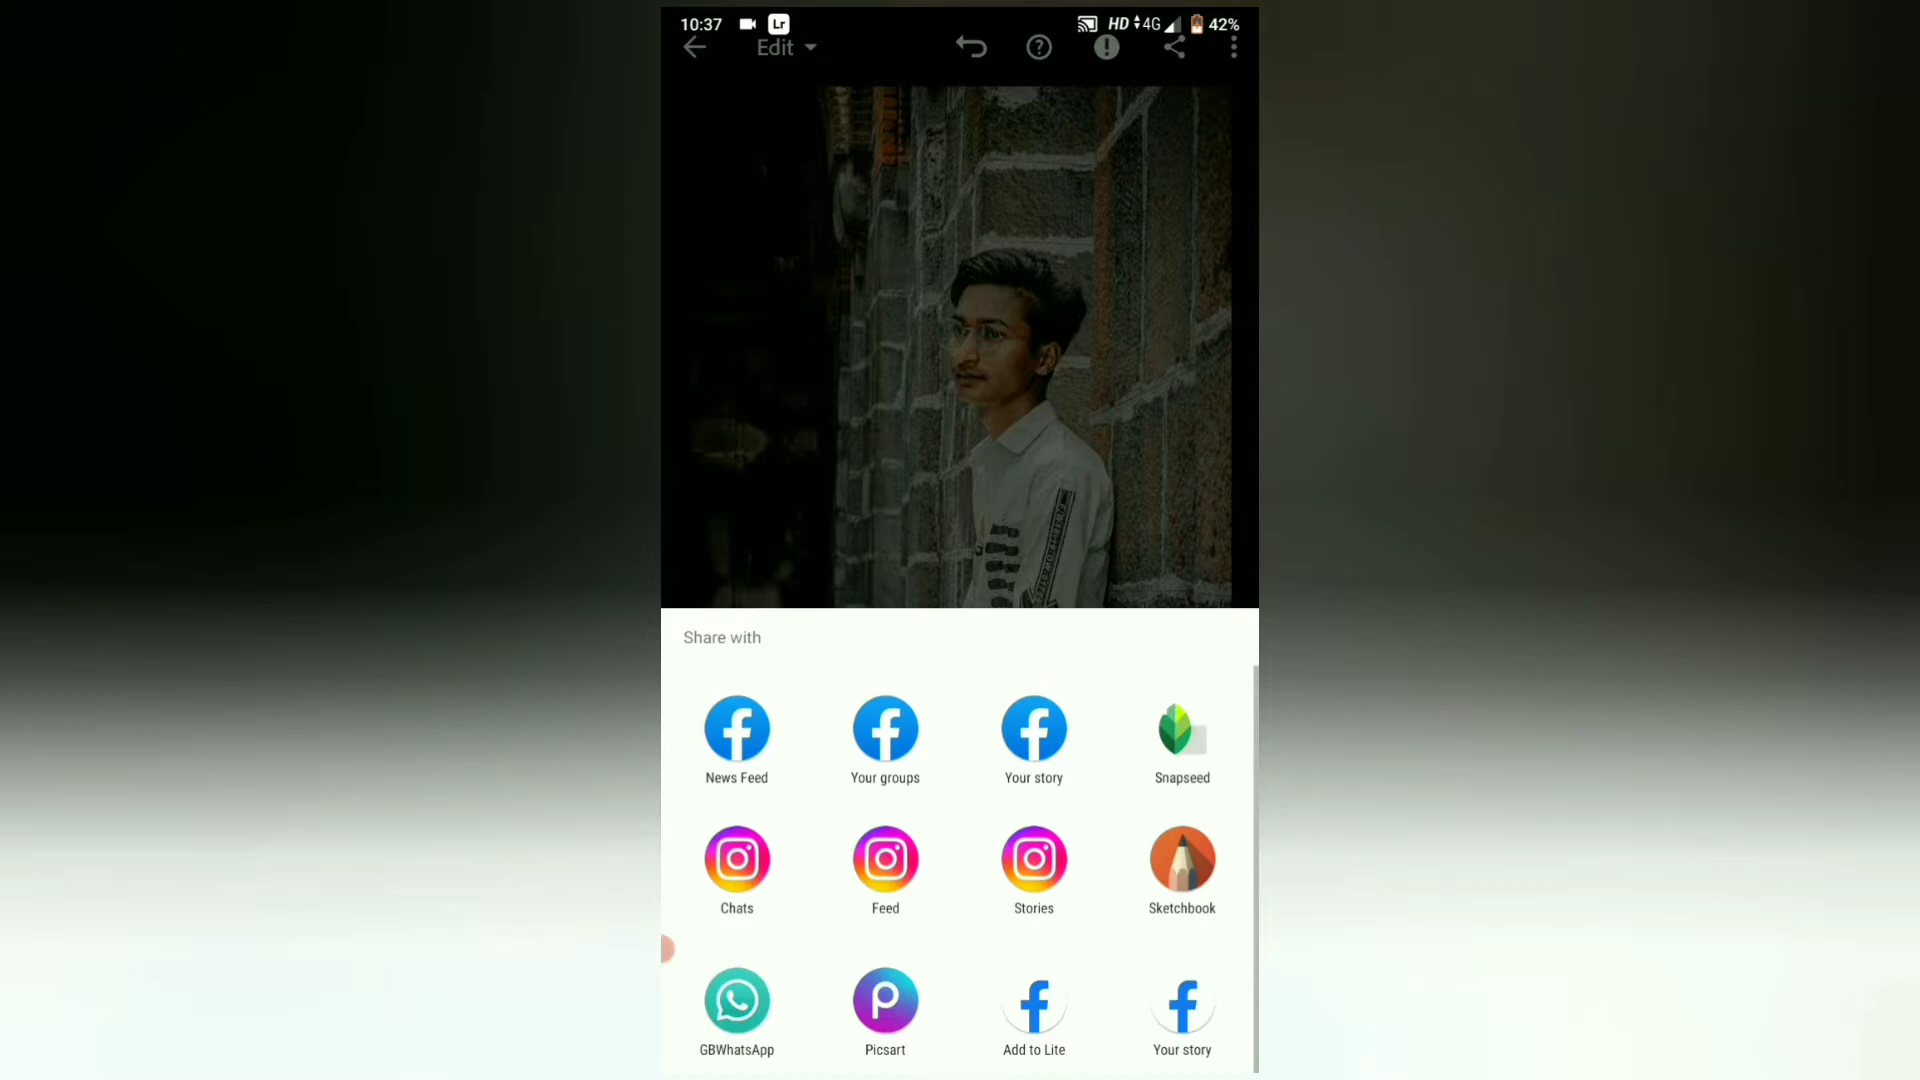 10:37 Lr HD 4G 42%
Edit
Share with
News Feed Your groups Your story Snapseed
Chats Feed Stories Sketchbook
GBWhatsApp Picsart Add to Lite Your story